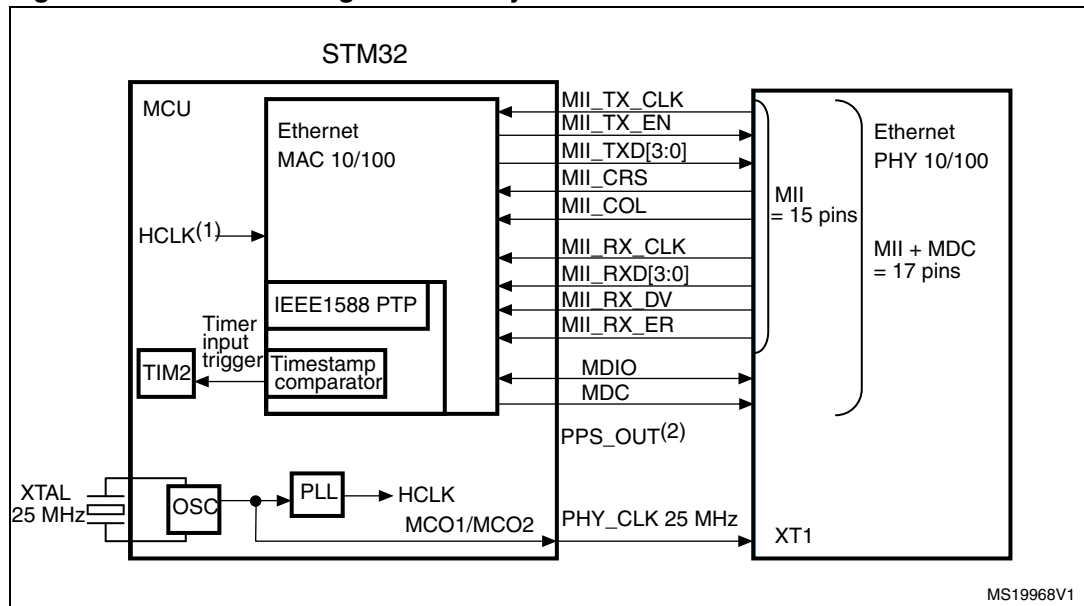 STM32
MCU
Ethernet
MAC 10/100
HCLK(1)
IEEE1588 PTP
Timer
input
trigger
TIM2
Timestamp
comparator
MII_TX_CLK
MII_TX_EN
MII_TXD[3:0]
MII_CRS
MII_COL
MII_RX_CLK
MII_RXD[3:0]
MII_RX_DV
MII_RX_ER
MDIO
MDC
PPS_OUT(2)
Ethernet
PHY 10/100
MII
= 15 pins
MII + MDC
= 17 pins
XTAL
25 MHz
OSC
PLL
HCLK
MCO1/MCO2
PHY_CLK 25 MHz
XT1
MS19968V1